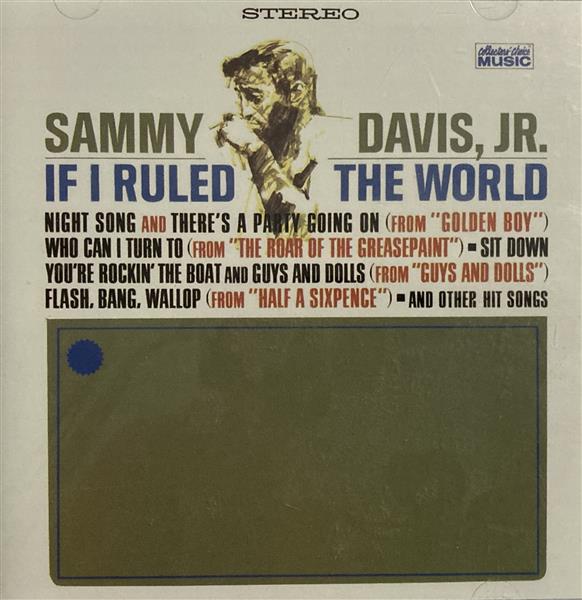 STEREO
Collectors' Choice
MUSIC
SAMMY DAVIS, JR.
IF I RULED THE WORLD
NIGHT SONG AND THERE'S A PARTY GOING ON (FROM "GOLDEN BOY")
WHO CAN I TURN TO (FROM "THE ROAR OF THE GREASEPAINT") ▪ SIT DOWN
YOU'RE ROCKIN' THE BOAT AND GUYS AND DOLLS (FROM "GUYS AND DOLLS")
FLASH, BANG, WALLOP (FROM "HALF A SIXPENCE") ▪ AND OTHER HIT SONGS